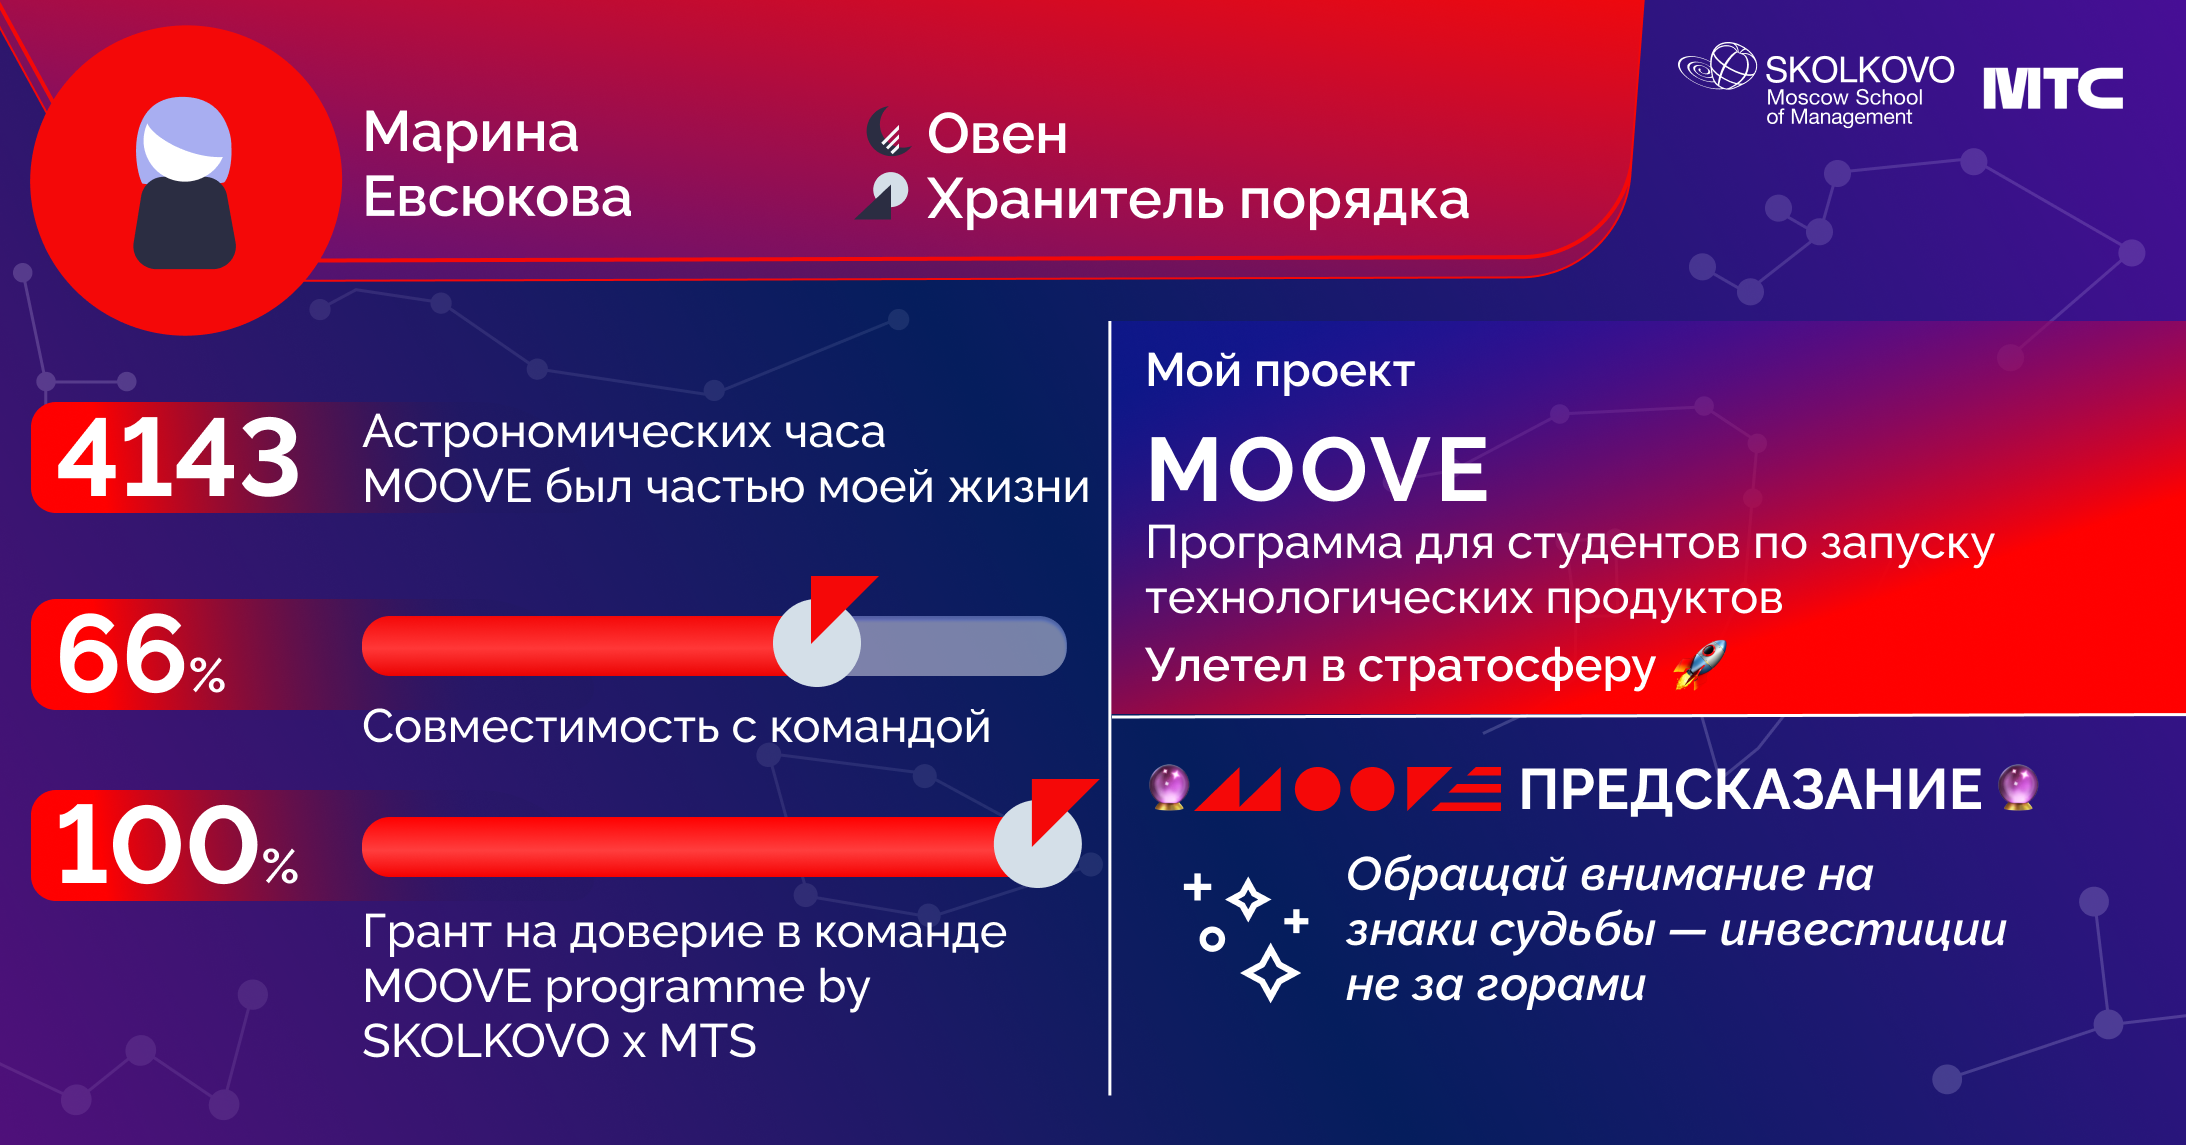 Марина
Евсюкова
Овен
Хранитель порядка
SKOLKOVO
Moscow School
of Management
МТС
4143
Астрономических часа
MOOVE был частью моей жизни
66%
Совместимость с командой
100%
Грант на доверие в команде
MOOVE programme by
SKOLKOVO x MTS
Мой проект
MOOVE
Программа для студентов по запуску
технологических продуктов
Улетел в стратосферу 🚀
🔮MOOVE ПРЕДСКАЗАНИЕ 🔮
Обращай внимание на
знаки судьбы — инвестиции
не за горами